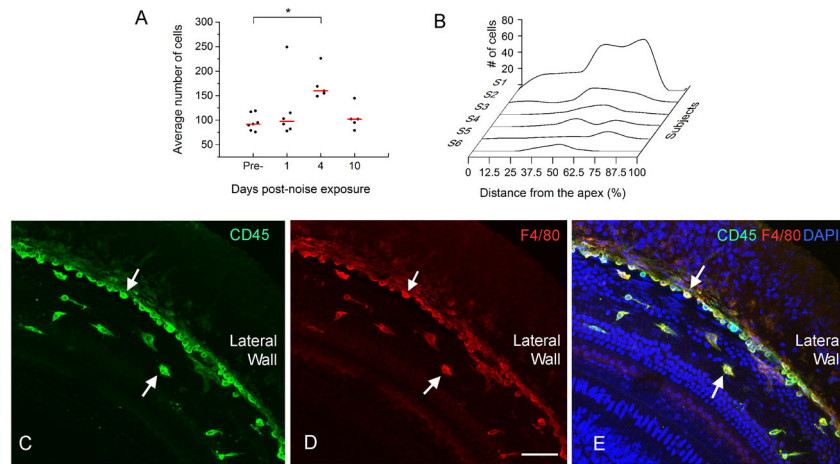 A
*
Average number of cells
300
250
200
150
100
50
Pre- 1 4 10
Days post-noise exposure
B
# of cells
80
60
40
20
0
S1
S2
S3
S4
S5
S6
Subjects
0 12.5 25 37.5 50 62.5 75 87.5 100
Distance from the apex (%)
CD45
Lateral
Wall
C
F4/80
Lateral
Wall
D
CD45 F4/80 DAPI
Lateral
Wall
E